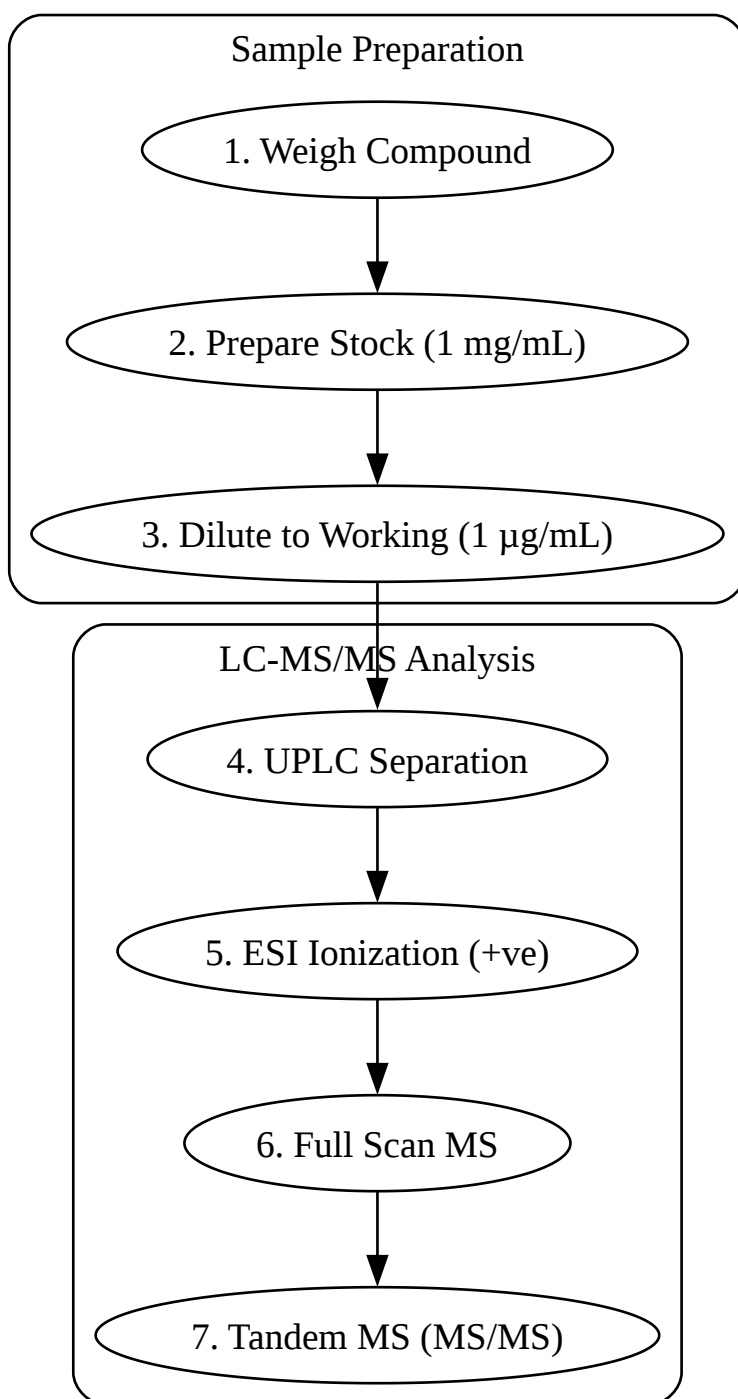 Sample Preparation
1. Weigh Compound
2. Prepare Stock (1 mg/mL)
3. Dilute to Working (1 µg/mL)
LC-MS/MS Analysis
4. UPLC Separation
5. ESI Ionization (+ve)
6. Full Scan MS
7. Tandem MS (MS/MS)